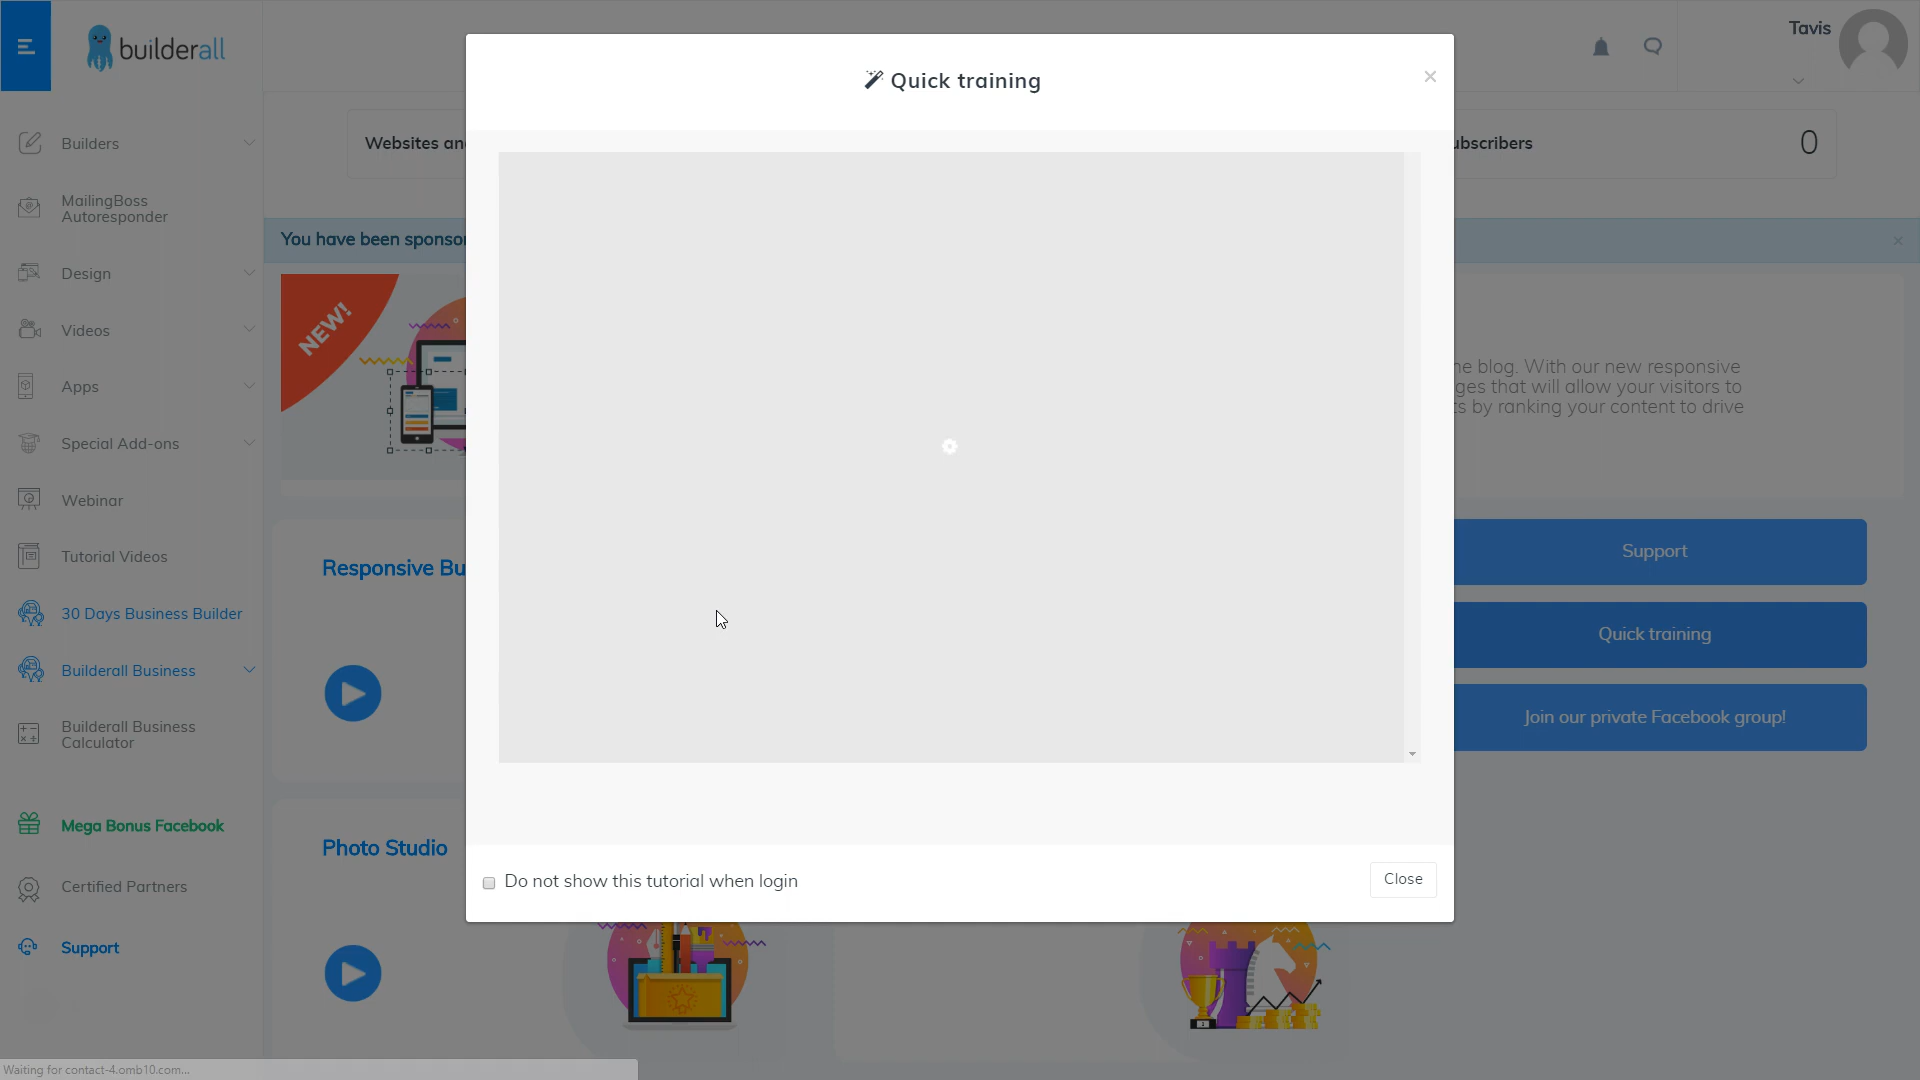 builderall
Tavis
Quick training
×
Builders
MailingBoss
Autoresponder
Design
Videos
Apps
Special Add-ons
Webinar
Tutorial Videos
30 Days Business Builder
Builderall Business
Builderall Business
Calculator
Mega Bonus Facebook
Certified Partners
Support
Websites an
ubscribers
0
You have been sponsor
×
NEW!
he blog. With our new responsive
ges that will allow your visitors to
ts by ranking your content to drive
Responsive Bu
Support
Quick training
Join our private Facebook group!
Photo Studio
Do not show this tutorial when login
Close
Waiting for contact-4.omb10.com...